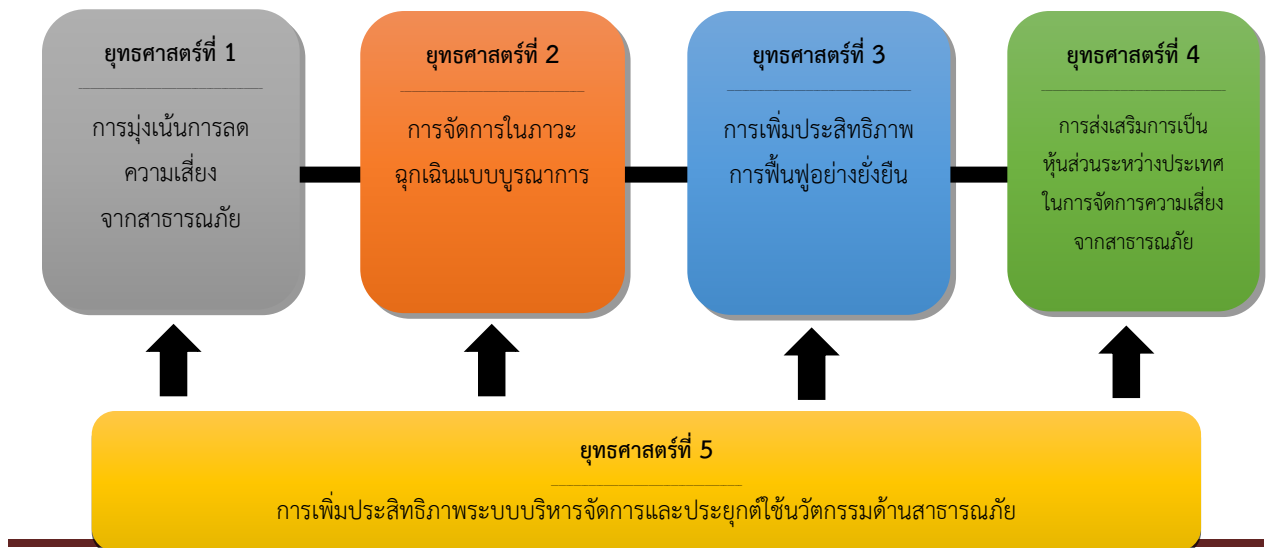 ยุทธศาสตร์ที่ 1
การมุ่งเน้นการลด
ความเสี่ยง
จากสาธารณภัย
ยุทธศาสตร์ที่ 2
การจัดการในภาวะ
ฉุกเฉินแบบบูรณาการ
ยุทธศาสตร์ที่ 3
การเพิ่มประสิทธิภาพ
การฟื้นฟูอย่างยั่งยืน
ยุทธศาสตร์ที่ 4
การส่งเสริมการเป็น
หุ้นส่วนระหว่างประเทศ
ในการจัดการความเสี่ยง
จากสาธารณภัย
ยุทธศาสตร์ที่ 5
การเพิ่มประสิทธิภาพระบบบริหารจัดการและประยุกต์ใช้นวัตกรรมด้านสาธารณภัย